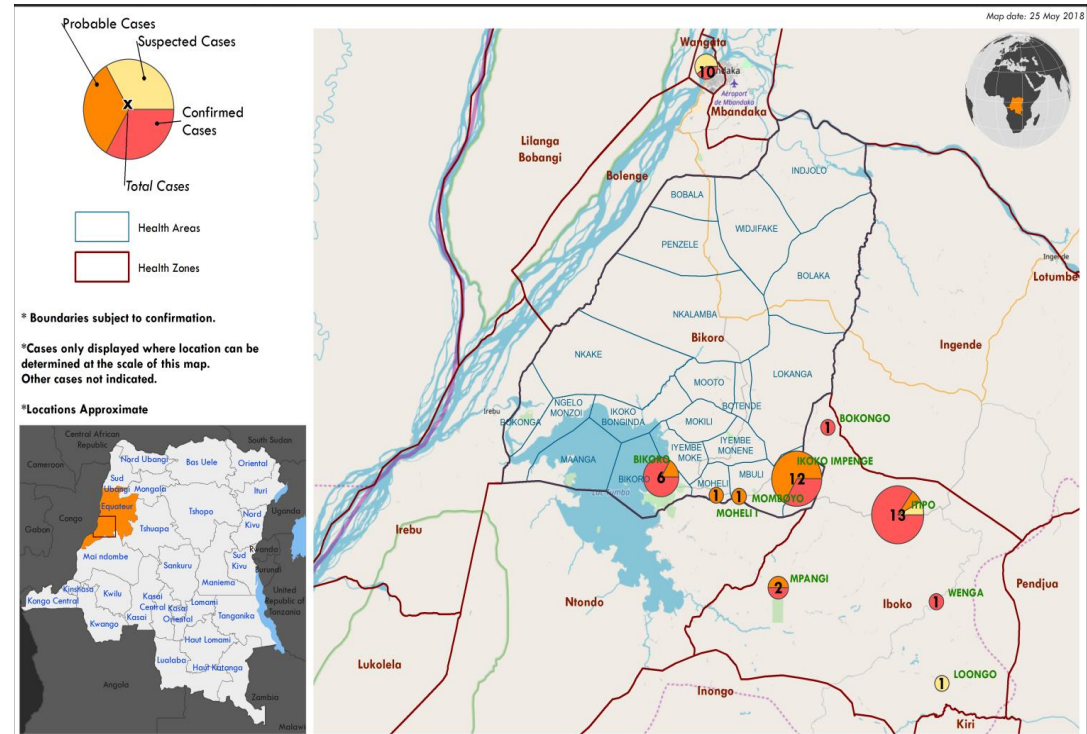 Map date: 25 May 2018
Probable Cases
Suspected Cases
x
Confirmed
Cases
Total Cases
Health Areas
Health Zones
* Boundaries subject to confirmation.
*Cases only displayed where location can be
determined at the scale of this map.
Other cases not indicated.
*Locations Approximate
Central African
Republic
South Sudan
Cameroon
Nord Ubangi
Bas Uele
Oriental
Sud
Ubangi
Mongala
Ituri
Equateur
Uganda
Gabon
Congo
Tshuapa
Tshopo
Nord
Kivu
Rwanda
Mai ndombe
Sankuru
Sud
Kivu
Burundi
Maniema
Kinshasa
Kongo Central
Kwilu
Kasai
Central
Kasai
Oriental
Lomami
Tanganika
United
Republic of
Tanzania
Kwango
Kasai
Haut Lomami
Lualaba
Haut Katanga
Angola
Zambia
Malawi
Wangata
10
Aéroport
de Mbandaka
Mbandaka
Lilanga
Bobangi
Bolenge
INDJOLO
BOBALA
WIDJIFAKE
PENZELE
BOLAKA
Ingende
Lotumbe
NKALAMBA
Bikoro
Ingende
NKAKE
LOKANGA
MOOTO
Irebu
BOKONGA
NGELO
MONZOI
IKOKO
BONGINDA
BOTENDE
MOKILI
1
BOKONGO
MAANGA
BIKORO
BIKORO
6
IYEMBE
MOKE
IYEMBE
MONENE
MBULI
IKOKO IMPENGE
12
MOHELI
1
1
MOMBOYO
MOHELI I
13
ITIPO
Irebu
Ntondo
2
MPANGI
Iboko
1
WENGA
Pendjua
Lukolela
Inongo
1
LOONGO
Kiri